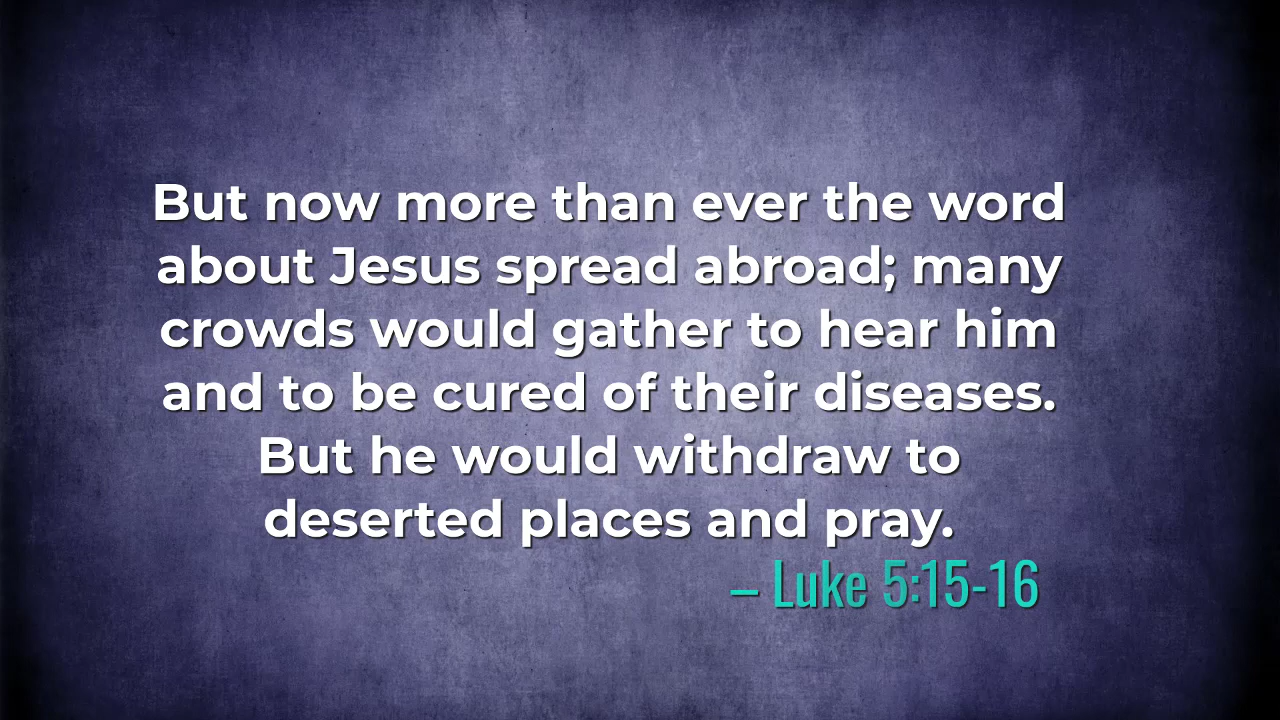 But now more than ever the word
about Jesus spread abroad; many
crowds would gather to hear him
and to be cured of their diseases.
But he would withdraw to
deserted places and pray.
– Luke 5:15-16